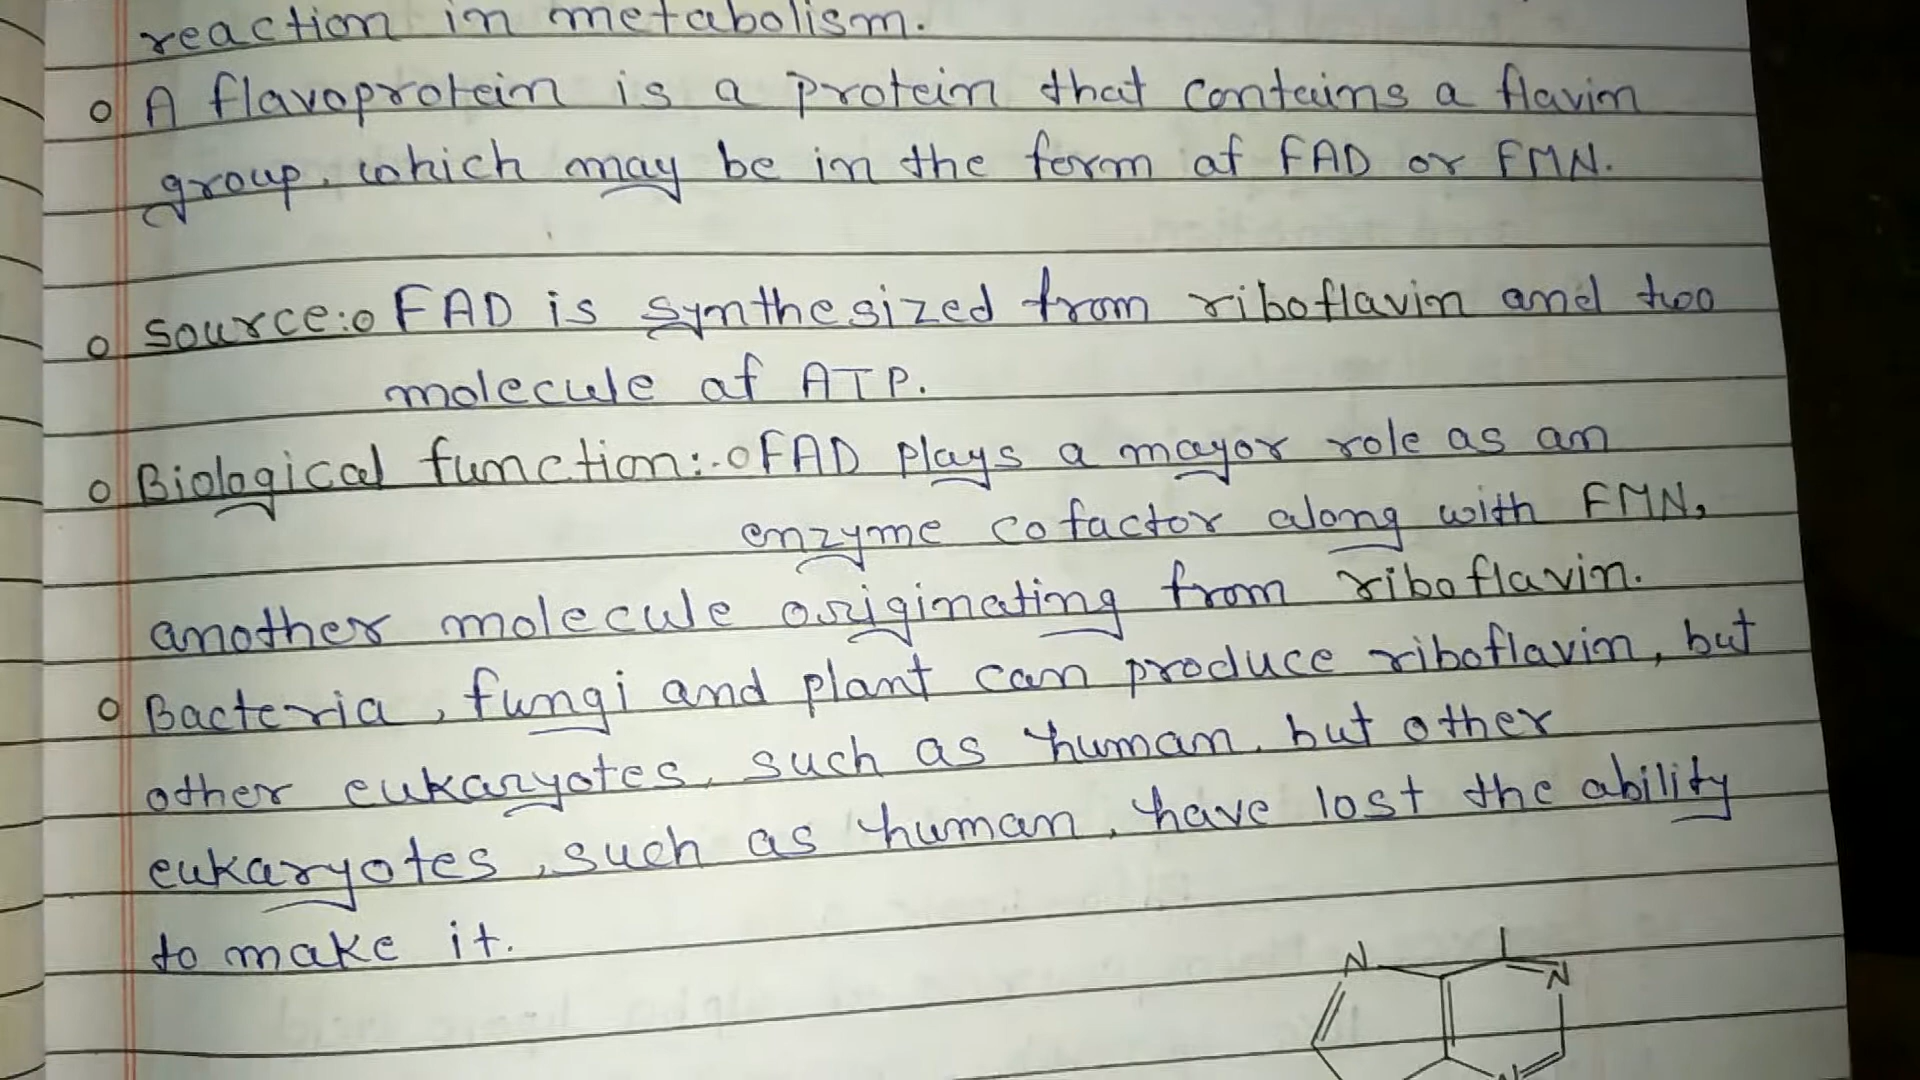 reaction in metabolism.
o A flavoprotein is a protein that contains a flavin
group, which may be in the form of FAD or FMN.
o Source:o FAD is synthesized from riboflavin and two
molecule of ATP.
o Biological function:-o FAD plays a mayor role as an
enzyme cofactor along with FMN,
another molecule originating from riboflavin.
o Bacteria, fungi and plant can produce riboflavin, but
other eukaryotes, such as human, but other
eukaryotes, such as human, have lost the ability
to make it.
N
N
N